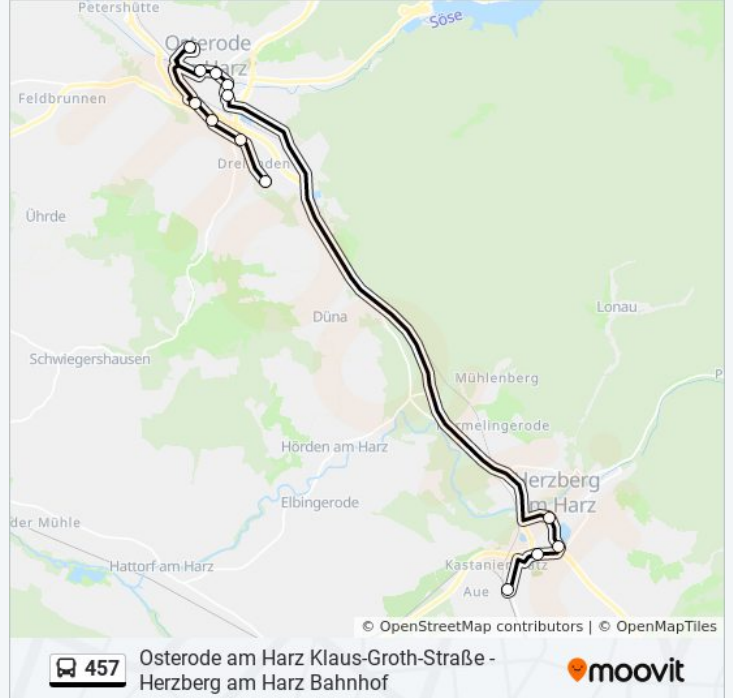 Petershütte
Söse
Osterode
Harz
Feldbrunnen
Ührde
Lonau
Düna
Schwiegershausen
Mühlenberg
Hörden am Harz
Herzberg
am Harz
Elbingerode
der Mühle
Hattorf am Harz
Aue
© OpenStreetMap contributors | © OpenMapTiles
457
Osterode am Harz Klaus-Groth-Straße -
Herzberg am Harz Bahnhof
moovit